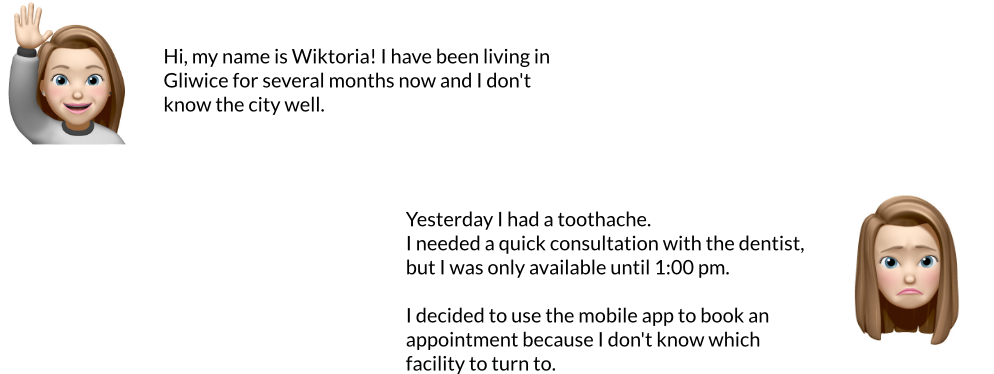 Hi, my name is Wiktoria! I have been living in
Gliwice for several months now and I don't
know the city well.
Yesterday I had a toothache.
I needed a quick consultation with the dentist,
but I was only available until 1:00 pm.
I decided to use the mobile app to book an
appointment because I don't know which
facility to turn to.